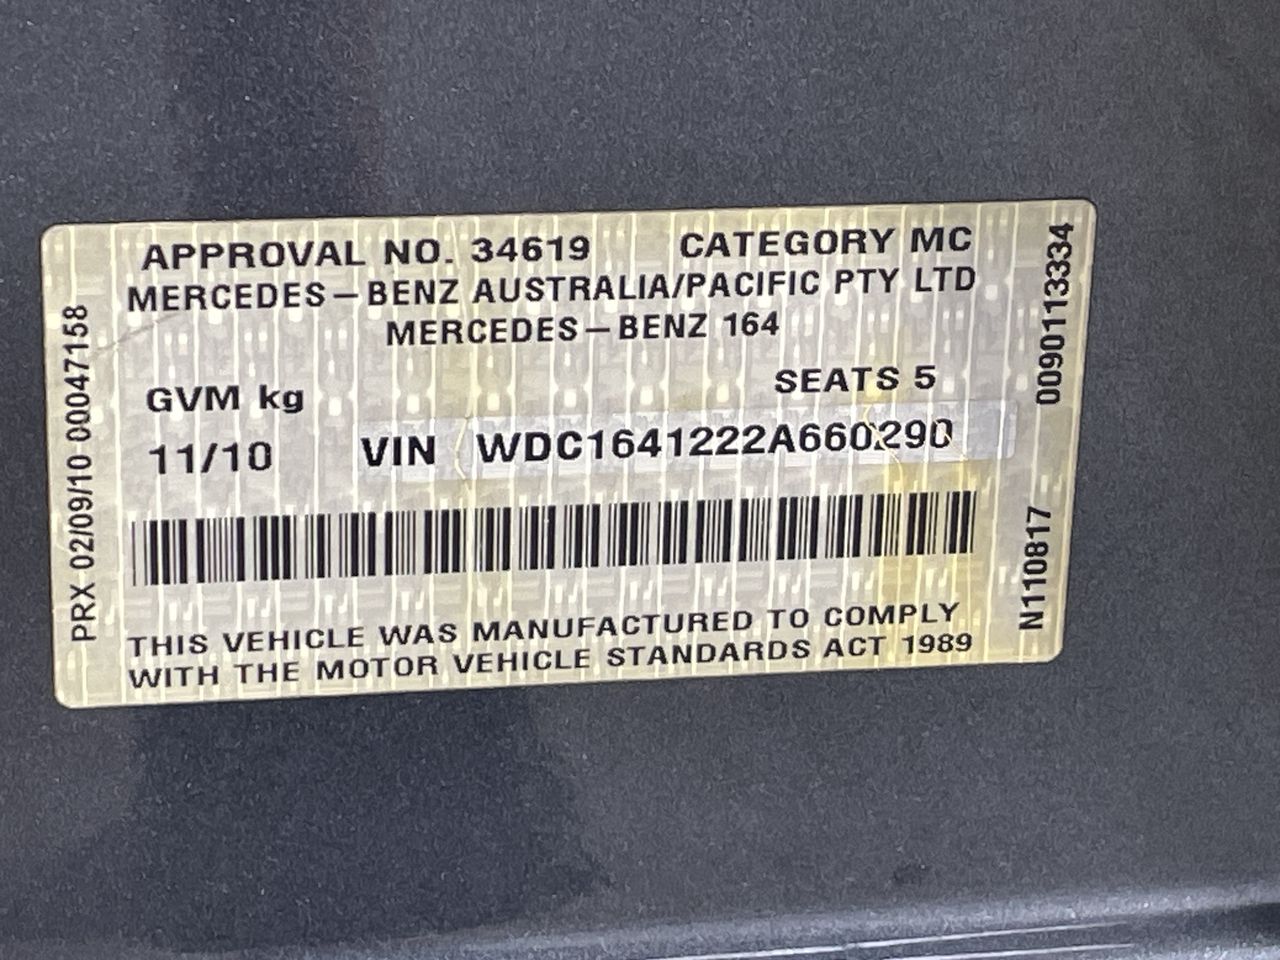 APPROVAL NO. 34619 CATEGORY MC
MERCEDES-BENZ AUSTRALIA/PACIFIC PTY LTD
MERCEDES-BENZ 164
GVM kg SEATS 5
11/10 VIN WDC1641222A660290
THIS VEHICLE WAS MANUFACTURED TO COMPLY
WITH THE MOTOR VEHICLE STANDARDS ACT 1989
PRX 02/09/10 00047158
N110817 0090113334